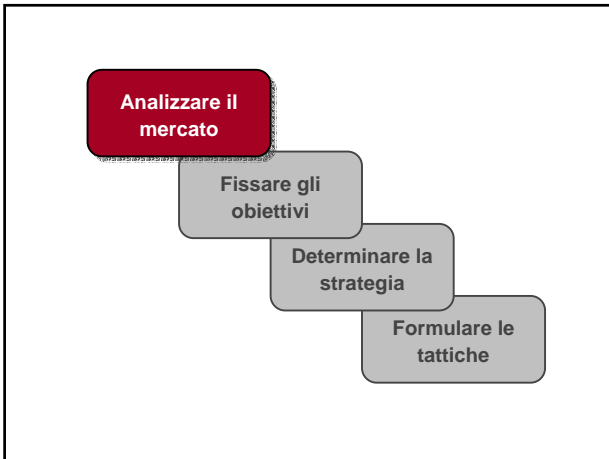 Analizzare il
mercato
Fissare gli
obiettivi
Determinare la
strategia
Formulare le
tattiche